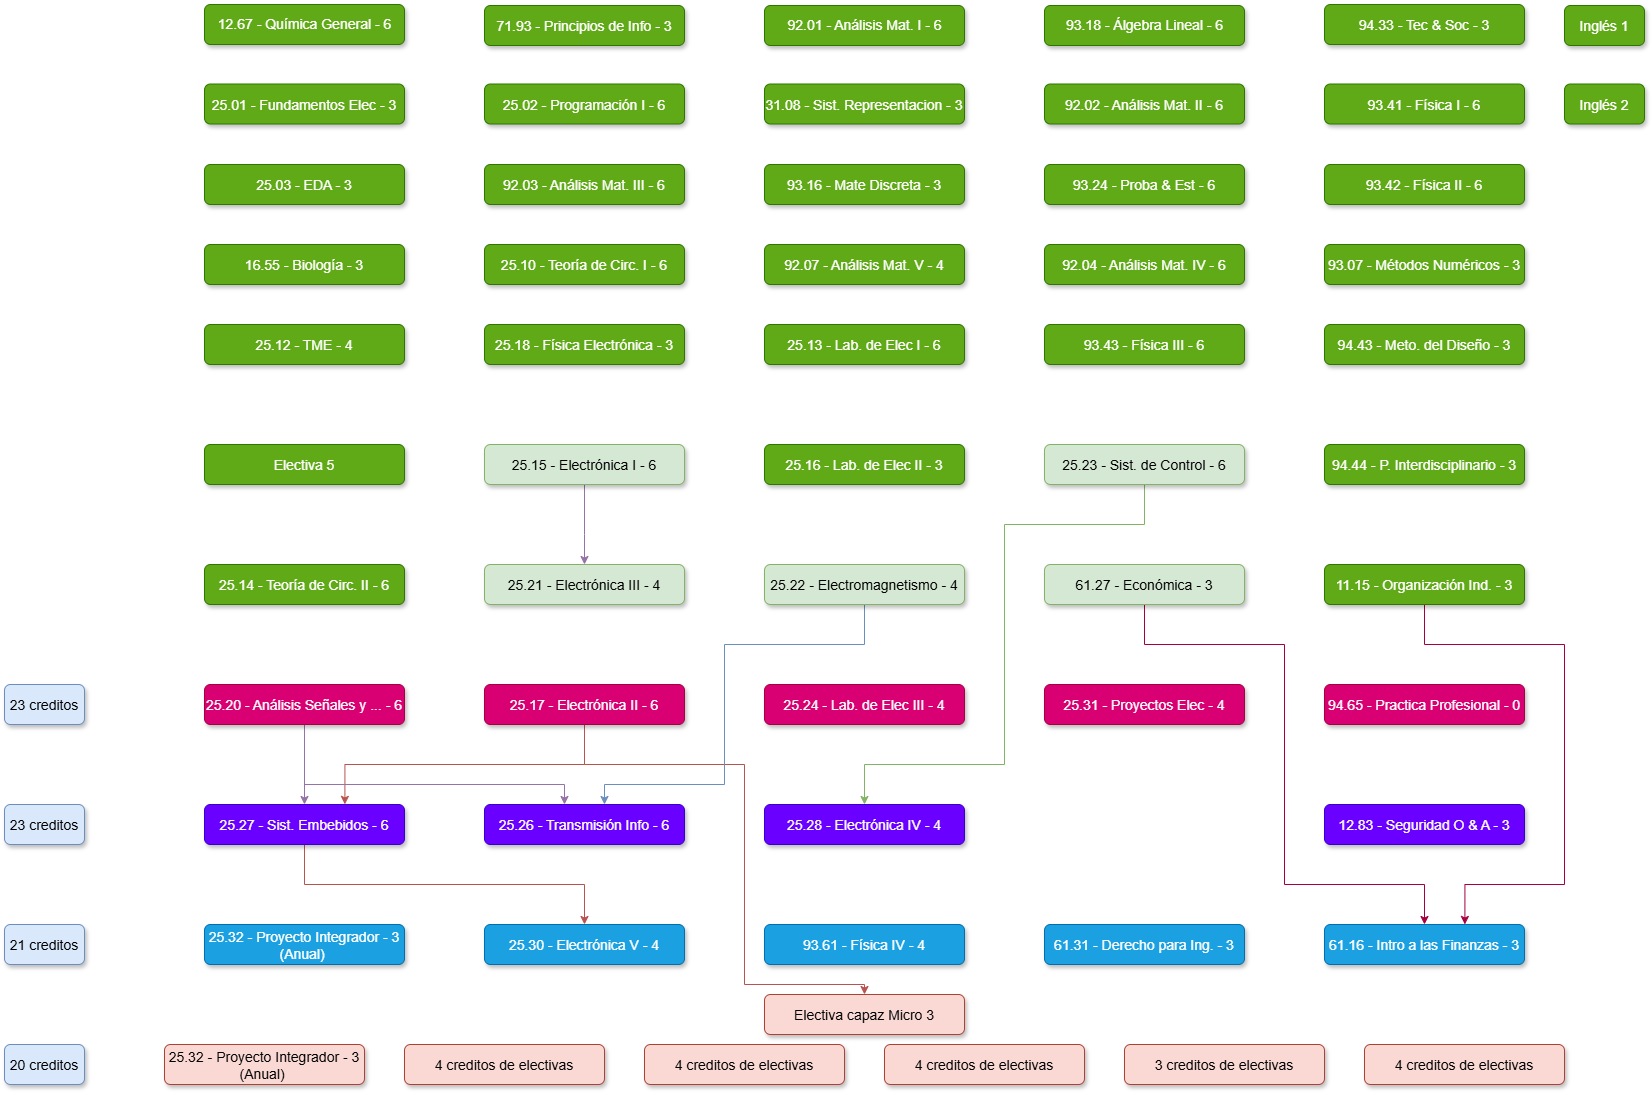 12.67 - Química General - 6
71.93 - Principios de Info - 3
92.01 - Análisis Mat. I - 6
93.18 - Álgebra Lineal - 6
94.33 - Tec & Soc - 3
Inglés 1
25.01 - Fundamentos Elec - 3
25.02 - Programación I - 6
31.08 - Sist. Representacion - 3
92.02 - Análisis Mat. II - 6
93.41 - Física I - 6
Inglés 2
25.03 - EDA - 3
92.03 - Análisis Mat. III - 6
93.16 - Mate Discreta - 3
93.24 - Proba & Est - 6
93.42 - Física II - 6
16.55 - Biología - 3
25.10 - Teoría de Circ. I - 6
92.07 - Análisis Mat. V - 4
92.04 - Análisis Mat. IV - 6
93.07 - Métodos Numéricos - 3
25.12 - TME - 4
25.18 - Física Electrónica - 3
25.13 - Lab. de Elec I - 6
93.43 - Física III - 6
94.43 - Meto. del Diseño - 3
Electiva 5
25.15 - Electrónica I - 6
25.16 - Lab. de Elec II - 3
25.23 - Sist. de Control - 6
94.44 - P. Interdisciplinario - 3
25.14 - Teoría de Circ. II - 6
25.21 - Electrónica III - 4
25.22 - Electromagnetismo - 4
61.27 - Económica - 3
11.15 - Organización Ind. - 3
23 creditos
25.20 - Análisis Señales y ... - 6
25.17 - Electrónica II - 6
25.24 - Lab. de Elec III - 4
25.31 - Proyectos Elec - 4
94.65 - Practica Profesional - 0
23 creditos
25.27 - Sist. Embebidos - 6
25.26 - Transmisión Info - 6
25.28 - Electrónica IV - 4
12.83 - Seguridad O & A - 3
21 creditos
25.32 - Proyecto Integrador - 3
(Anual)
25.30 - Electrónica V - 4
93.61 - Física IV - 4
61.31 - Derecho para Ing. - 3
61.16 - Intro a las Finanzas - 3
Electiva capaz Micro 3
20 creditos
25.32 - Proyecto Integrador - 3
(Anual)
4 creditos de electivas
4 creditos de electivas
4 creditos de electivas
3 creditos de electivas
4 creditos de electivas